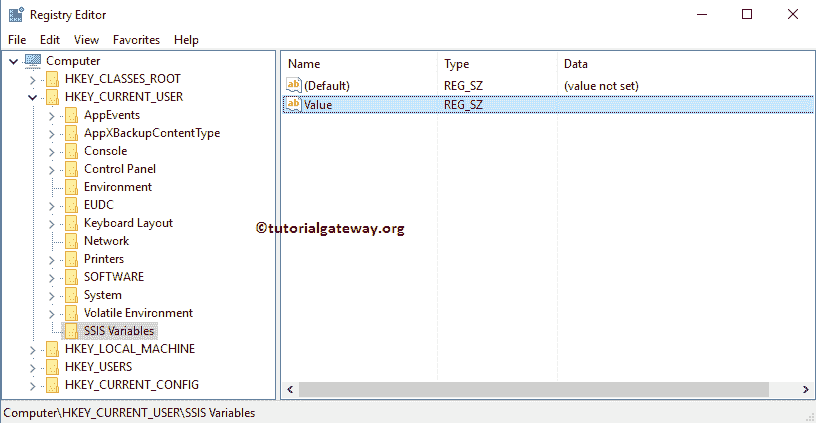 Registry Editor
File Edit View Favorites Help
Computer
HKEY_CLASSES_ROOT
HKEY_CURRENT_USER
AppEvents
AppXBackupContentType
Console
Control Panel
Environment
EUDC
Keyboard Layout
Network
Printers
SOFTWARE
System
Volatile Environment
SSIS Variables
HKEY_LOCAL_MACHINE
HKEY_USERS
HKEY_CURRENT_CONFIG
Name Type Data
ab (Default) REG_SZ (value not set)
ab Value REG_SZ
©tutorialgateway.org
Computer\HKEY_CURRENT_USER\SSIS Variables